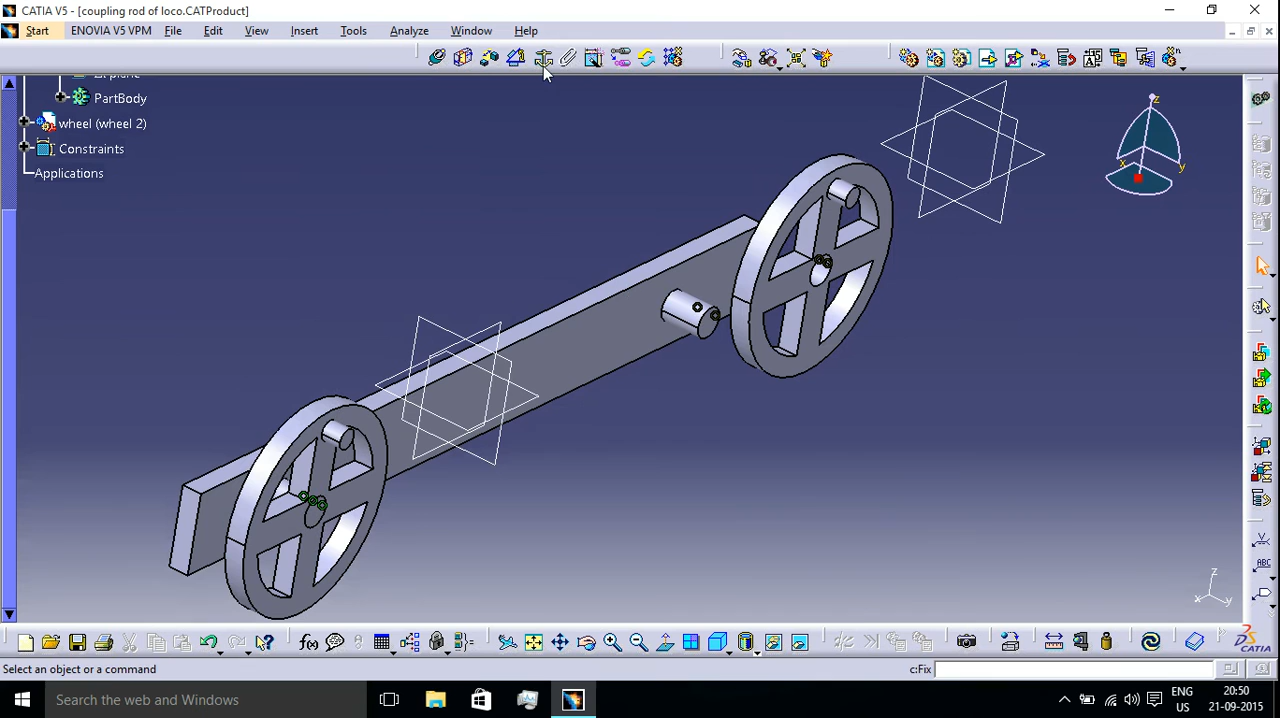 CATIA V5 - [coupling rod of loco.CATProduct]
Start ENOVIA V5 VPM File Edit View Insert Tools Analyze Window Help
PartBody
wheel (wheel 2)
Constraints
Applications
z
x
y
ABC
z
x
y
f(x)
CATIA
Select an object or a command
c:Fix
Search the web and Windows
ENG
US
20:50
21-09-2015